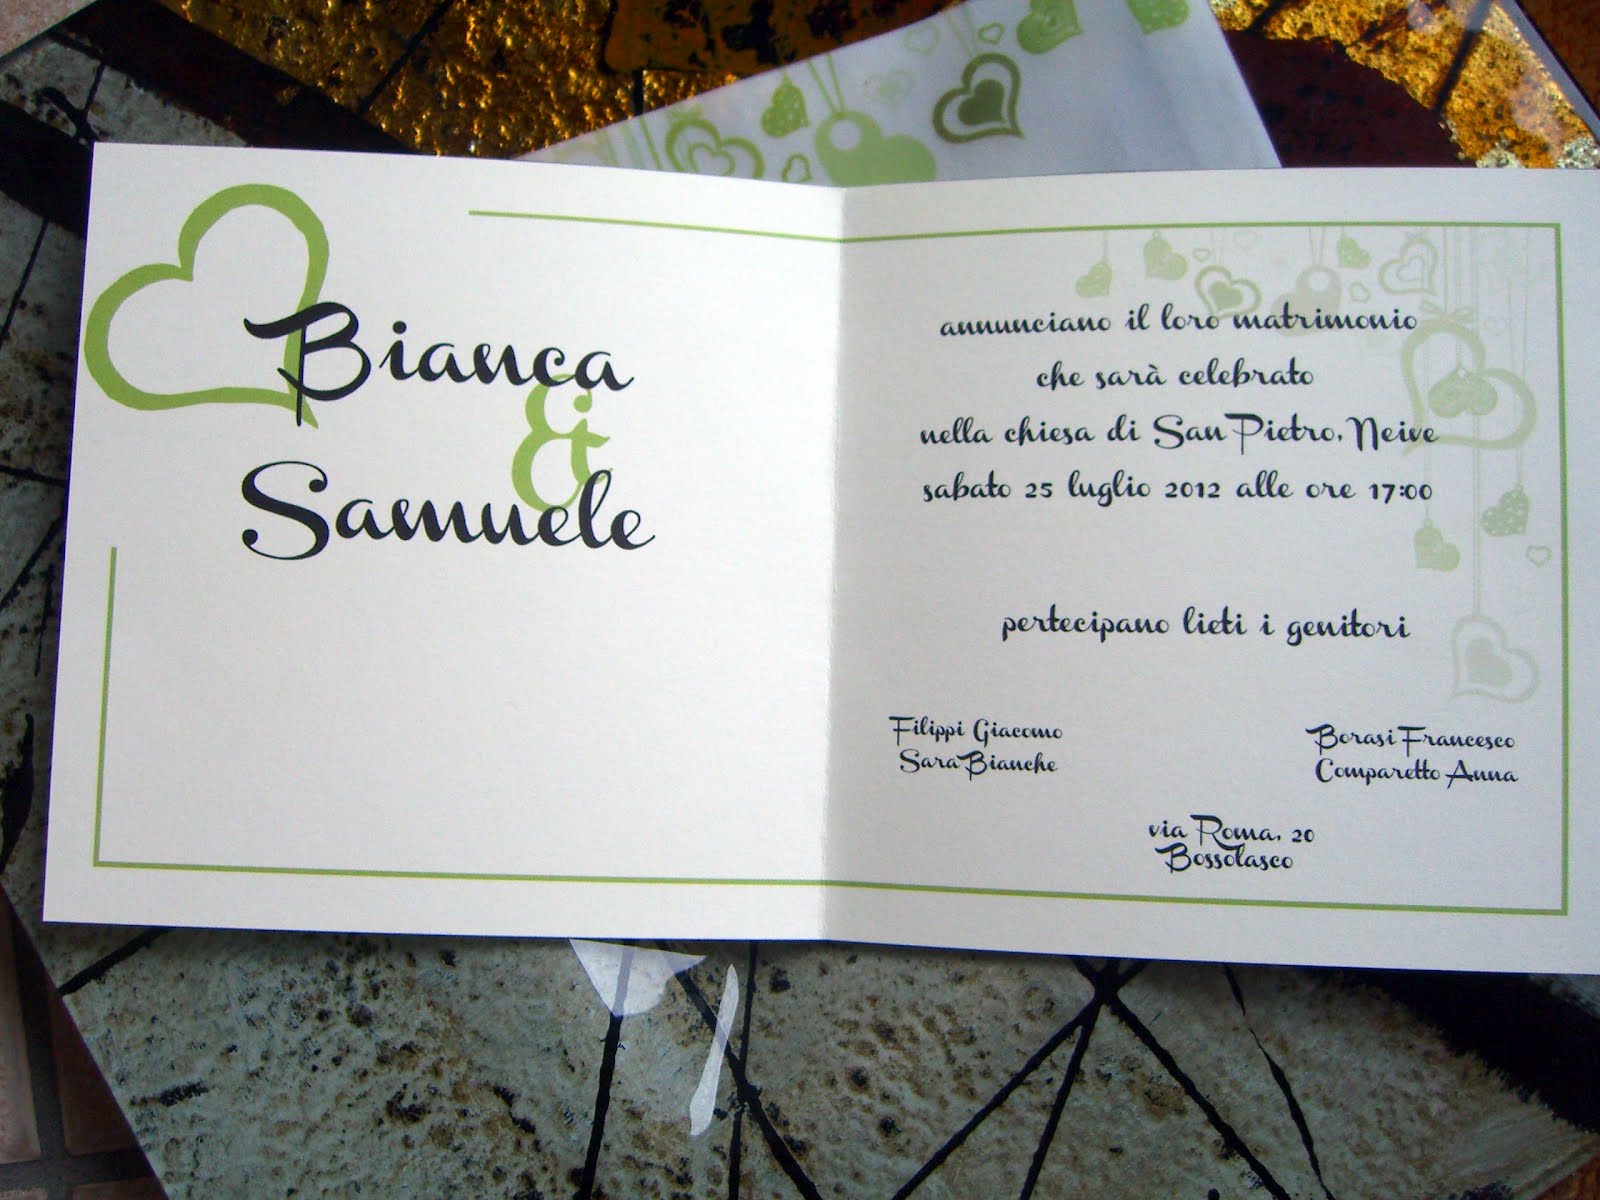 Bianca
&
Samuele
annunciano il loro matrimonio
che sarà celebrato
nella chiesa di San Pietro, Neive
sabato 25 luglio 2012 alle ore 17:00
pertecipano lieti i genitori
Filippi Giacomo
Sara Bianche
Borasi Francesco
Comparetto Anna
via Roma, 20
Bossolasco